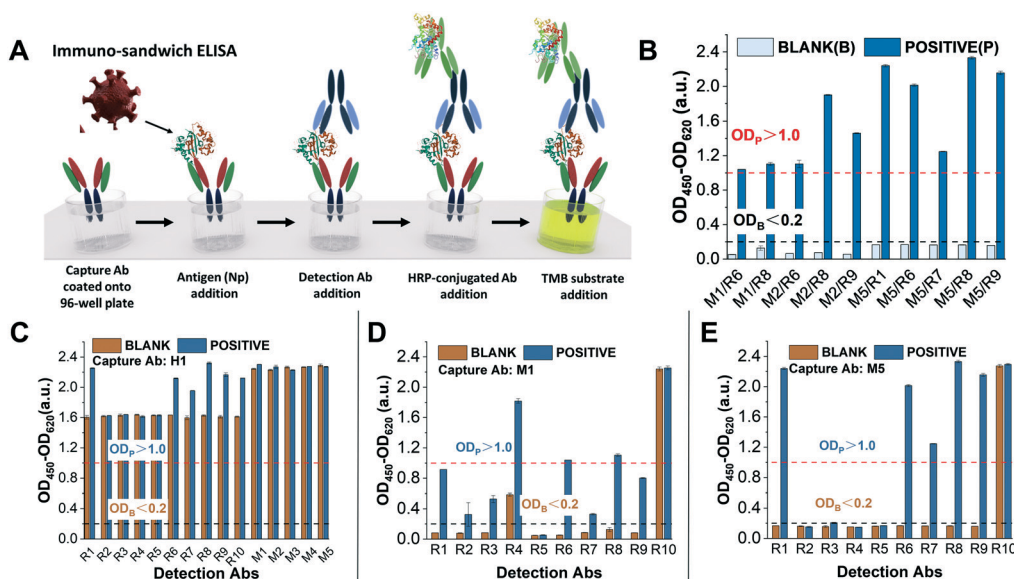 A
Immuno-sandwich ELISA
Capture Ab
coated onto
96-well plate
Antigen (Np)
addition
Detection Ab
addition
HRP-conjugated Ab
addition
TMB substrate
addition
B
BLANK(B) POSITIVE(P)
OD450-OD620 (a.u.)
2.4
2.0
1.6
1.2
0.8
0.4
0.0
ODP>1.0
ODB<0.2
M1/R6 M1/R8 M2/R6 M2/R8 M2/R9 M5/R1 M5/R6 M5/R7 M5/R8 M5/R9
C
BLANK POSITIVE
Capture Ab: H1
OD450-OD620(a.u.)
2.4
2.0
1.6
1.2
0.8
0.4
0.0
ODP>1.0
ODB<0.2
R1 R2 R3 R4 R5 R6 R7 R8 R9 R10 M1 M2 M3 M4 M5
Detection Abs
D
BLANK POSITIVE
Capture Ab: M1
OD450-OD620 (a.u.)
2.4
2.0
1.6
1.2
0.8
0.4
0.0
ODP>1.0
ODB<0.2
R1 R2 R3 R4 R5 R6 R7 R8 R9 R10
Detection Abs
E
BLANK POSITIVE
Capture Ab: M5
OD450-OD620 (a.u.)
2.4
2.0
1.6
1.2
0.8
0.4
0.0
ODP>1.0
ODB<0.2
R1 R2 R3 R4 R5 R6 R7 R8 R9 R10
Detection Abs